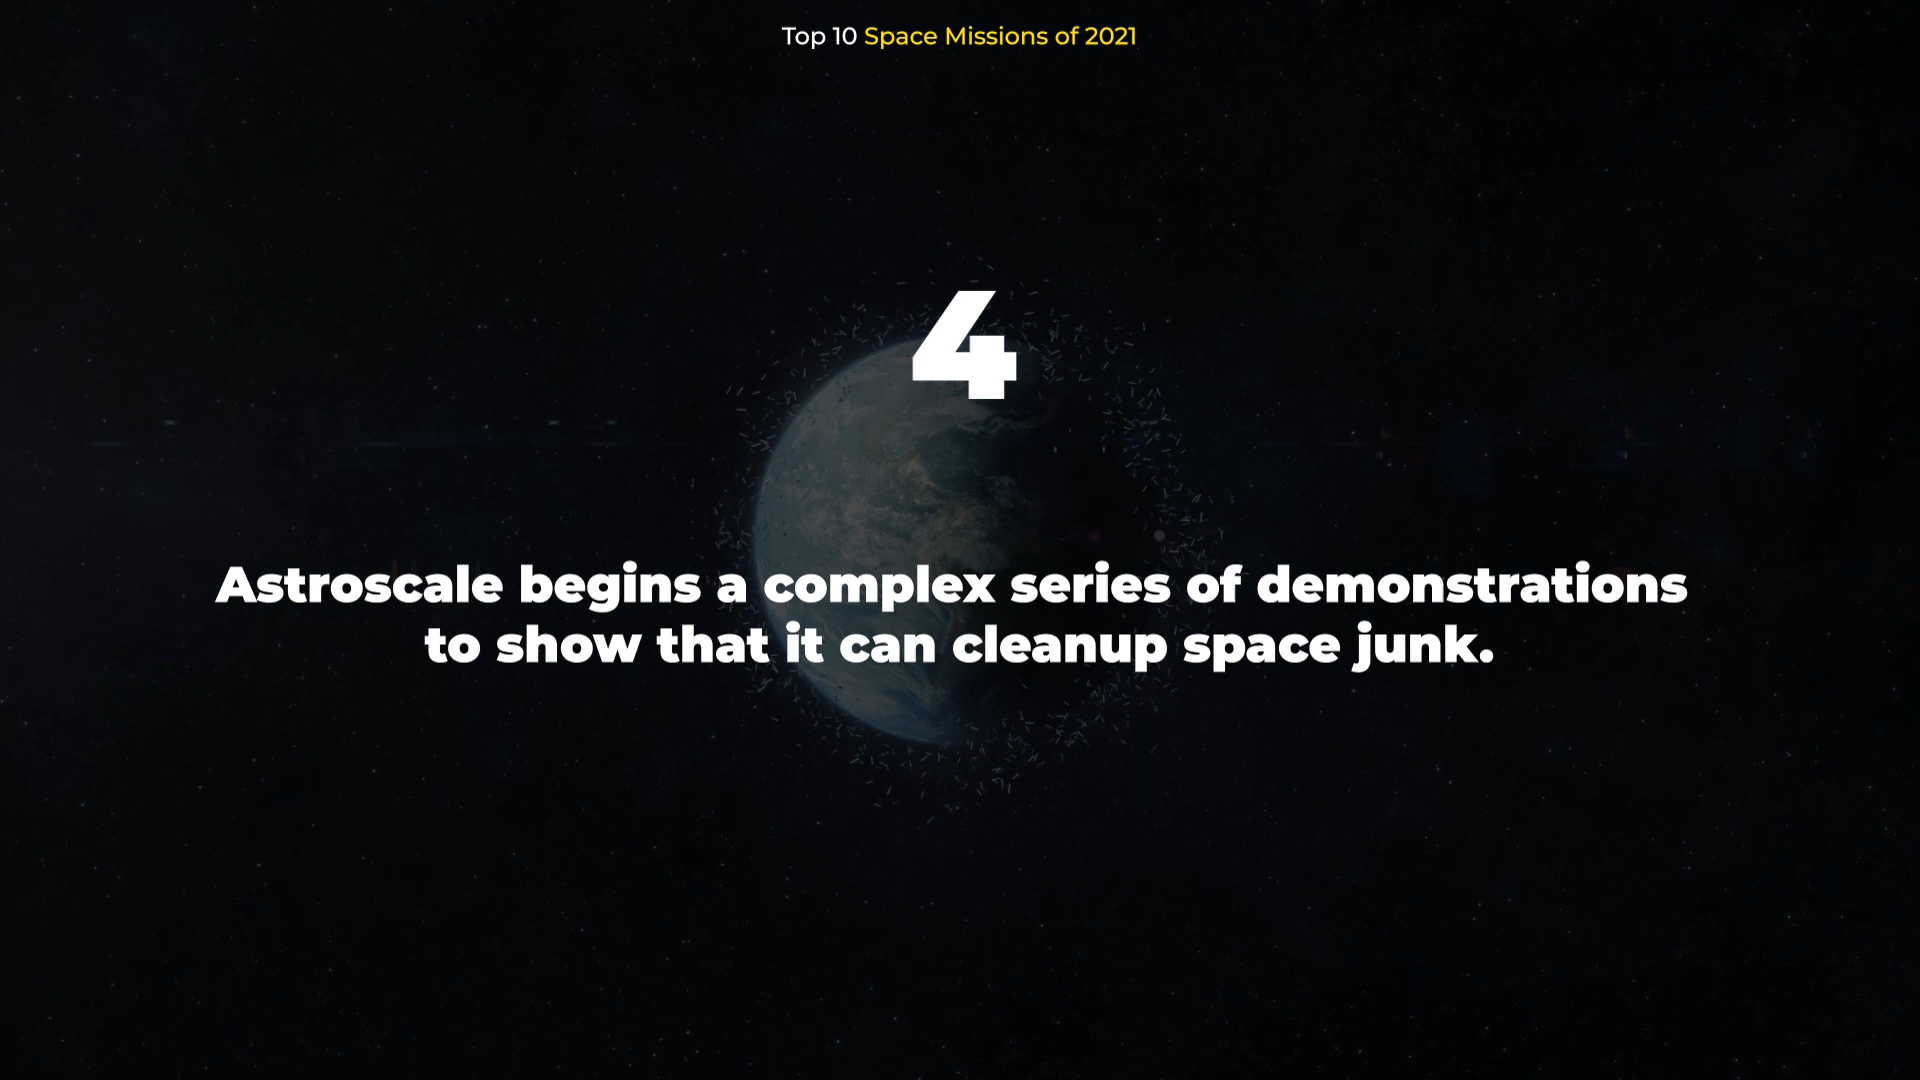 Top 10 Space Missions of 2021
4
Astroscale begins a complex series of demonstrations
to show that it can cleanup space junk.